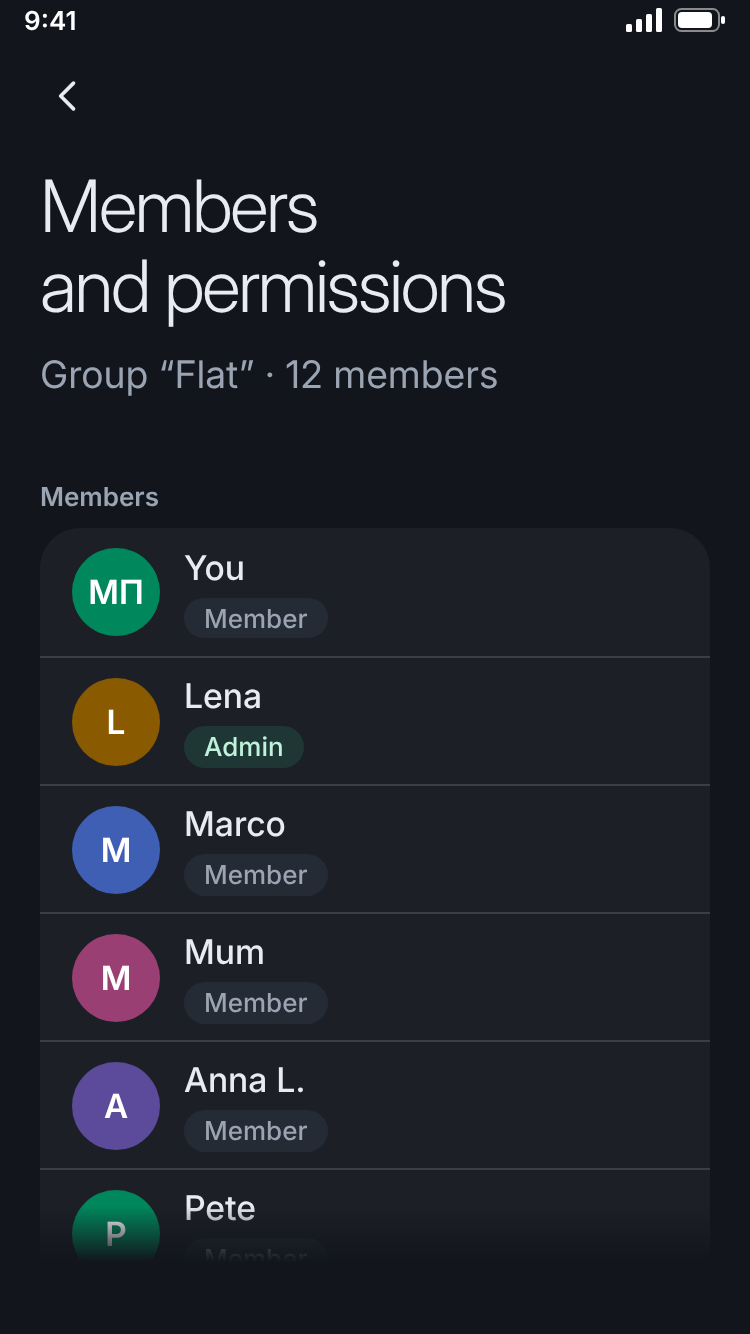 9:41
Members
and permissions
Group “Flat” · 12 members
Members
МП
You
Member
L
Lena
Admin
M
Marco
Member
M
Mum
Member
A
Anna L.
Member
P
Pete
Member